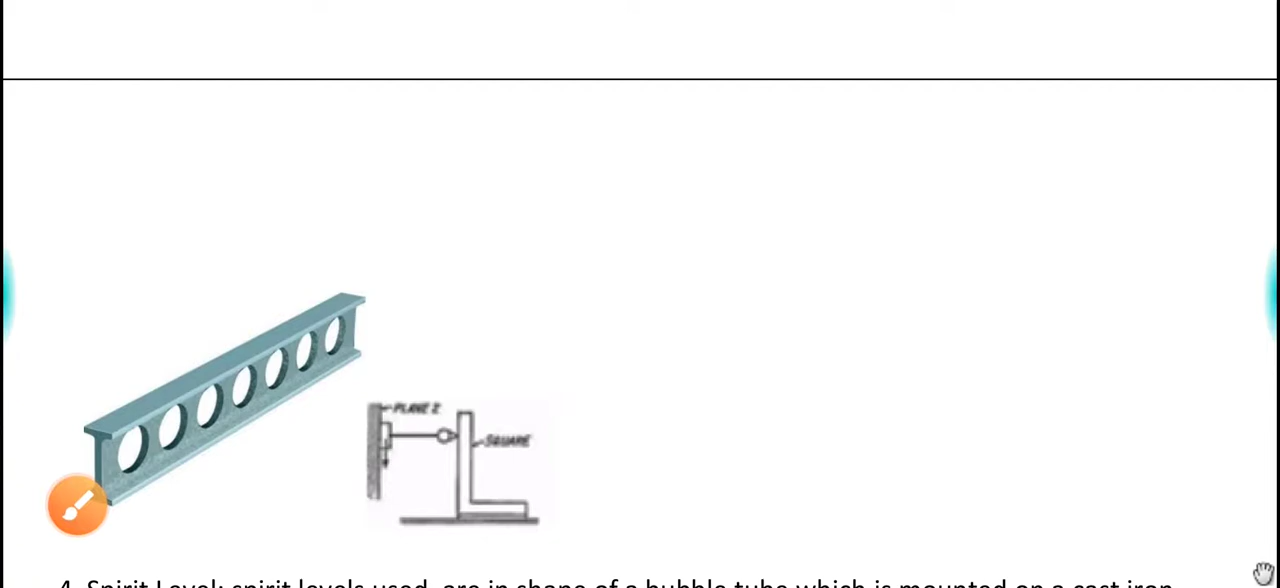 PLANE 2
SQUARE
4. Spirit Level: spirit levels used, are in shape of a bubble tube which is mounted on a cast iron